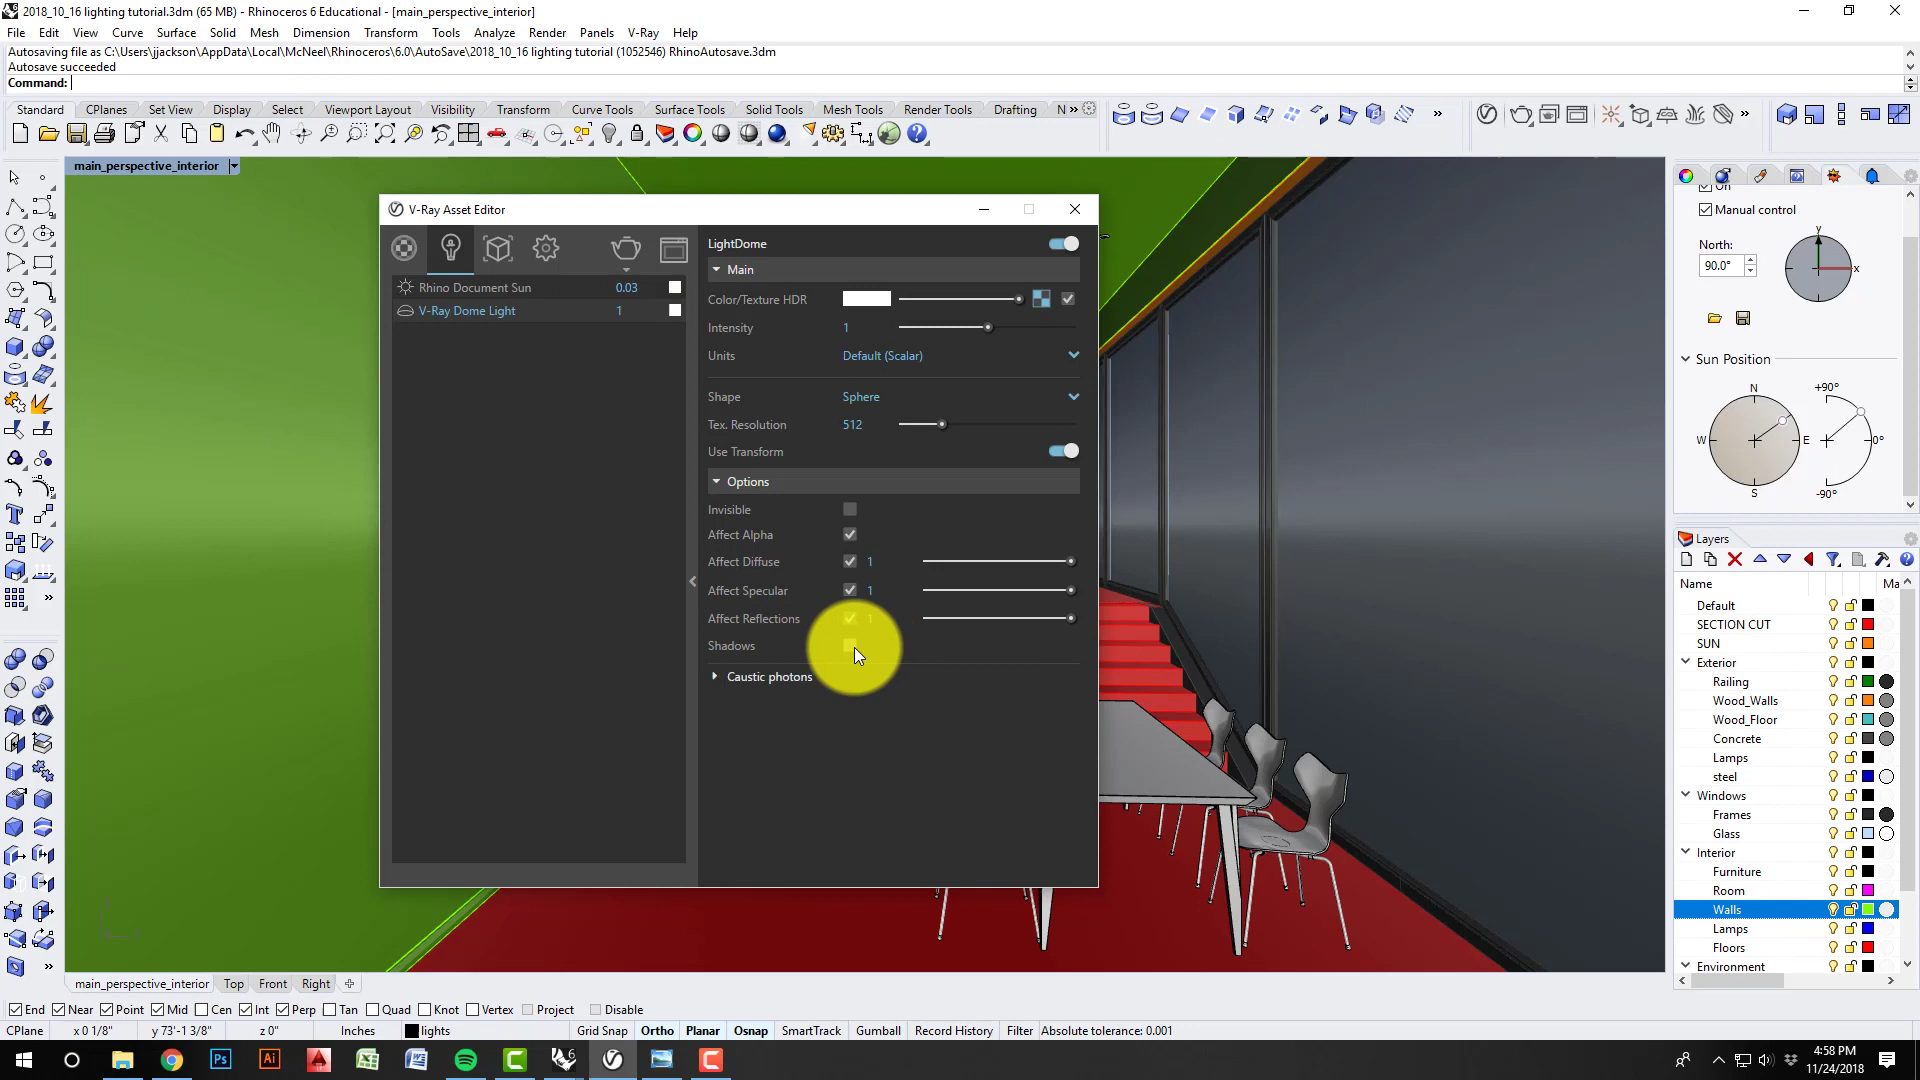 2018_10_16 lighting tutorial.3dm (65 MB) - Rhinoceros 6 Educational - [main_perspective_interior]
File Edit View Curve Surface Solid Mesh Dimension Transform Tools Analyze Render Panels V-Ray Help
Autosaving file as C:\Users\jjackson\AppData\Local\McNeel\Rhinoceros\6.0\AutoSave\2018_10_16 lighting tutorial (1052546) RhinoAutosave.3dm
Autosave succeeded
Command:
Standard CPlanes Set View Display Select Viewport Layout Visibility Transform Curve Tools Surface Tools Solid Tools Mesh Tools Render Tools Drafting N »
main_perspective_interior
On
Manual control
North:
90.0°
y
x
Sun Position
N
W
E
S
+90°
0°
-90°
V-Ray Asset Editor
Rhino Document Sun 0.03
V-Ray Dome Light 1
LightDome
Main
Color/Texture HDR
Intensity 1
Units Default (Scalar)
Shape Sphere
Tex. Resolution 512
Use Transform
Options
Invisible
Affect Alpha
Affect Diffuse 1
Affect Specular 1
Affect Reflections 1
Shadows
Caustic photons
Layers
Name Ma
Default
SECTION CUT
SUN
Exterior
Railing
Wood_Walls
Wood_Floor
Concrete
Lamps
steel
Windows
Frames
Glass
Interior
Furniture
Room
Walls
Lamps
Floors
Environment
main_perspective_interior Top Front Right
End Near Point Mid Cen Int Perp Tan Quad Knot Vertex Project Disable
CPlane x 0 1/8" y 73'-1 3/8" z 0" Inches lights Grid Snap Ortho Planar Osnap SmartTrack Gumball Record History Filter Absolute tolerance: 0.001
4:58 PM
11/24/2018